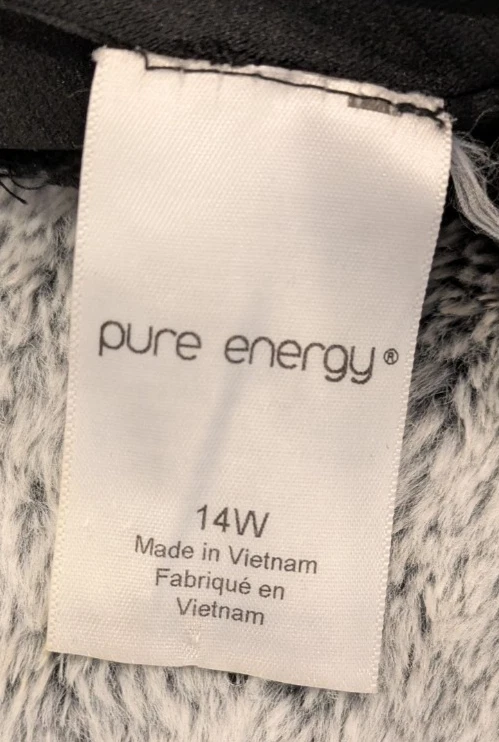 pure energy®
14W
Made in Vietnam
Fabriqué en
Vietnam